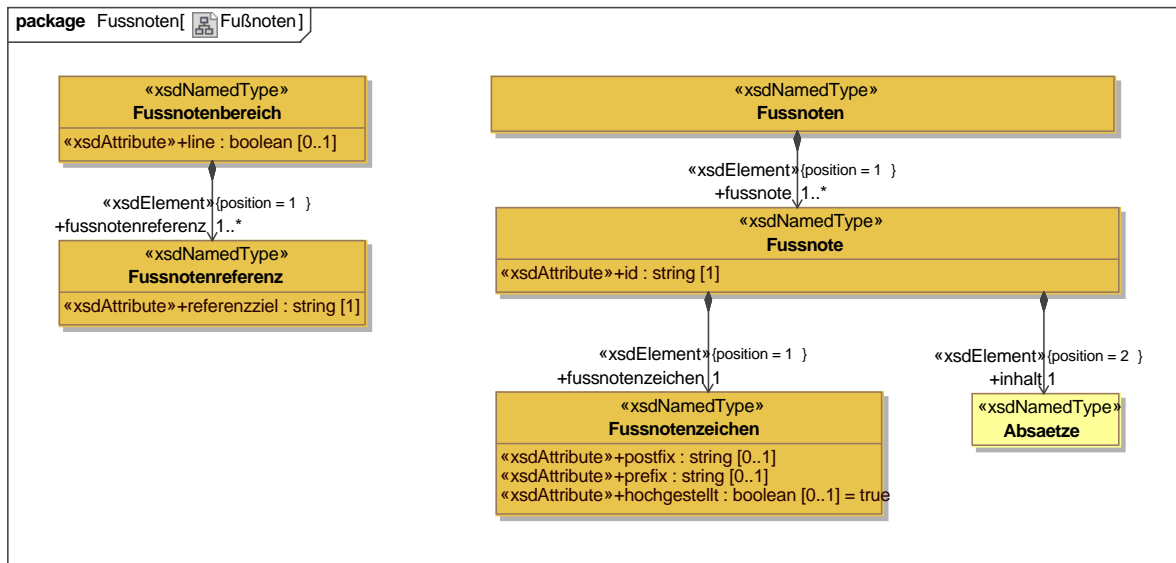 package Fussnoten[ Fußnoten]
«xsdNamedType»
Fussnotenbereich
«xsdAttribute»+line : boolean [0..1]
«xsdElement» {position = 1 }
+fussnotenreferenz 1..*
«xsdNamedType»
Fussnotenreferenz
«xsdAttribute»+referenzziel : string [1]
«xsdNamedType»
Fussnoten
«xsdElement» {position = 1 }
+fussnote 1..*
«xsdNamedType»
Fussnote
«xsdAttribute»+id : string [1]
«xsdElement» {position = 1 }
+fussnotenzeichen 1
«xsdNamedType»
Fussnotenzeichen
«xsdAttribute»+postfix : string [0..1]
«xsdAttribute»+prefix : string [0..1]
«xsdAttribute»+hochgestellt : boolean [0..1] = true
«xsdElement» {position = 2 }
+inhalt 1
«xsdNamedType»
Absaetze